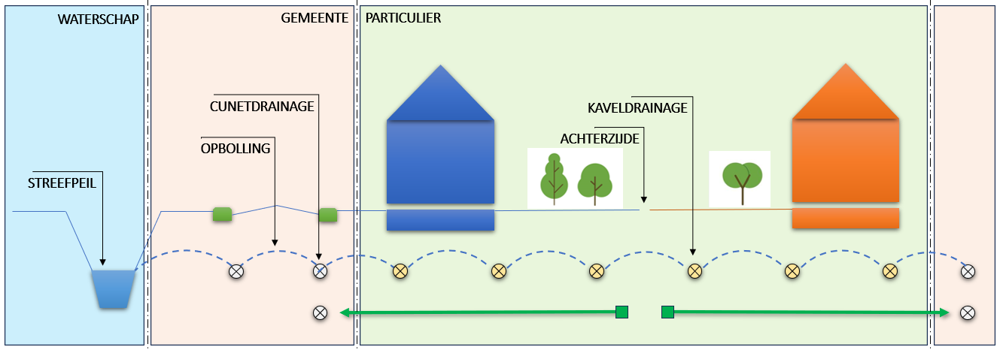 WATERSCHAP
GEMEENTE
PARTICULIER
CUNETDRAINAGE
KAVELDRAINAGE
OPBOLLING
ACHTERZIJDE
STREEFPEIL